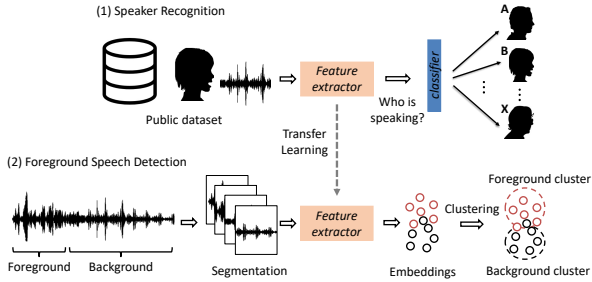 (1) Speaker Recognition
Public dataset
Feature
extractor
Who is
speaking?
classifier
A
B
X
Transfer
Learning
(2) Foreground Speech Detection
Foreground
Background
Segmentation
Feature
extractor
Embeddings
Clustering
Foreground cluster
Background cluster